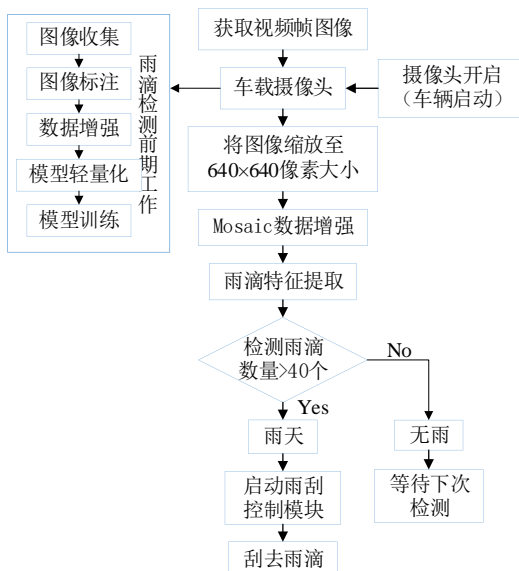 图像收集
图像标注
数据增强
模型轻量化
模型训练
雨滴检测前期工作
获取视频帧图像
车载摄像头
摄像头开启
（车辆启动）
将图像缩放至
640×640像素大小
Mosaic数据增强
雨滴特征提取
检测雨滴
数量>40个
No
Yes
雨天
无雨
启动雨刮
控制模块
等待下次
检测
刮去雨滴